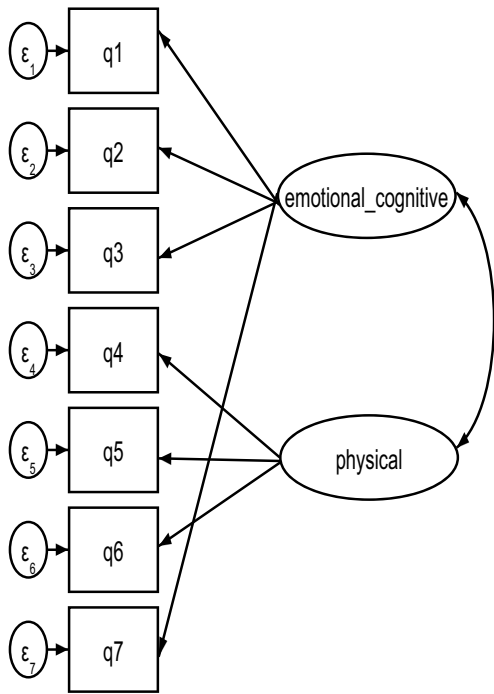 ε1 q1
ε2 q2
emotional_cognitive
ε3 q3
ε4 q4
ε5 q5
physical
ε6 q6
ε7 q7